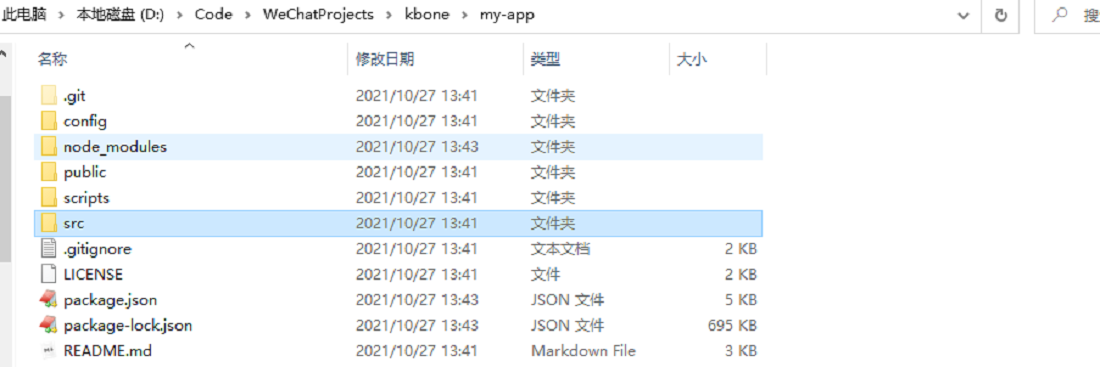 此电脑 > 本地磁盘 (D:) > Code > WeChatProjects > kbone > my-app
名称 修改日期 类型 大小
.git 2021/10/27 13:41 文件夹
config 2021/10/27 13:41 文件夹
node_modules 2021/10/27 13:43 文件夹
public 2021/10/27 13:41 文件夹
scripts 2021/10/27 13:41 文件夹
src 2021/10/27 13:41 文件夹
.gitignore 2021/10/27 13:41 文本文档 2 KB
LICENSE 2021/10/27 13:41 文件 2 KB
package.json 2021/10/27 13:43 JSON 文件 5 KB
package-lock.json 2021/10/27 13:43 JSON 文件 695 KB
README.md 2021/10/27 13:41 Markdown File 3 KB